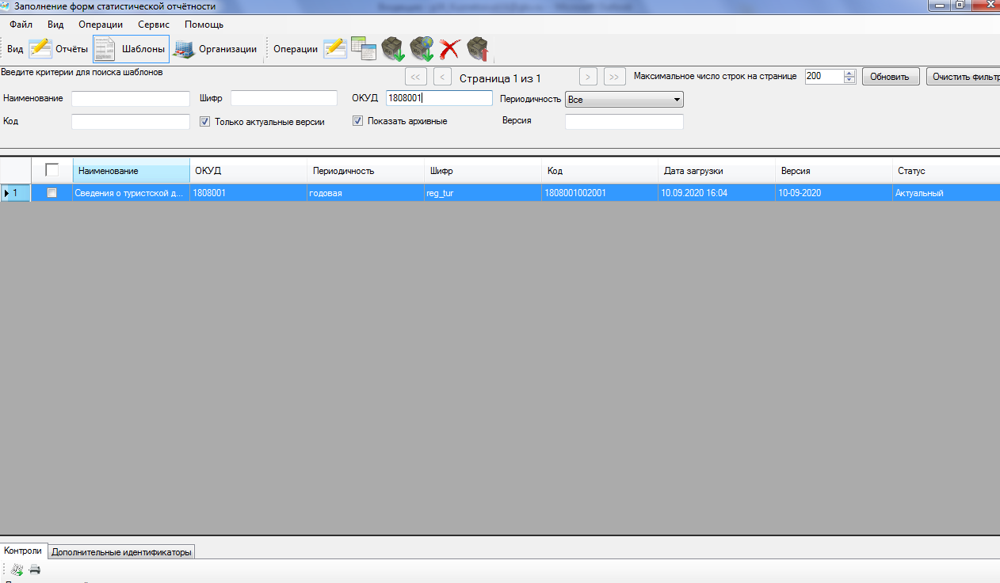 Заполнение форм статистической отчётности
Файл Вид Операции Сервис Помощь
Вид Отчёты Шаблоны Организации Операции
Введите критерии для поиска шаблонов
<< < Страница 1 из 1 > >> Максимальное число строк на странице 200 Обновить Очистить фильтр
Наименование Шифр ОКУД 1808001 Периодичность Все
Код Только актуальные версии Показать архивные Версия
Наименование ОКУД Периодичность Шифр Код Дата загрузки Версия Статус
1 Сведения о туристской д... 1808001 годовая reg_tur 1808001002001 10.09.2020 16:04 10-09-2020 Актуальный
Контроли Дополнительные идентификаторы